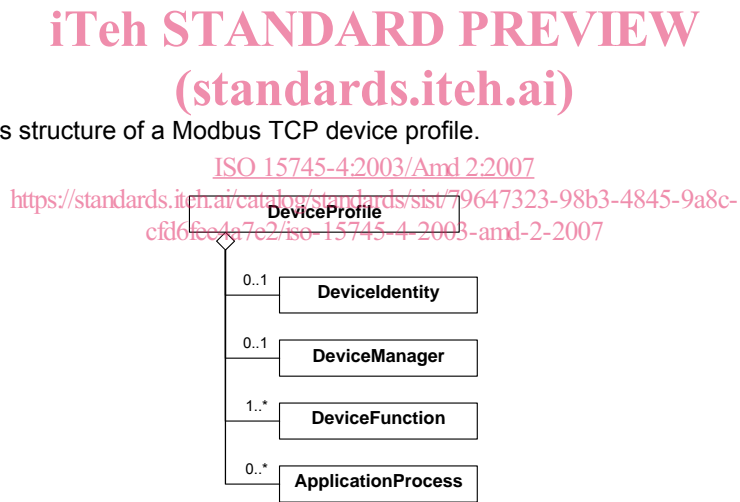 iTeh STANDARD PREVIEW
(standards.iteh.ai)
s structure of a Modbus TCP device profile.
ISO 15745-4:2003/Amd 2:2007
https://standards.iteh.ai/catalog/standards/sist/79647323-98b3-4845-9a8c-
DeviceProfile
cfd6fee4a7c2/iso-15745-4-2003-amd-2-2007
0..1
DeviceIdentity
0..1
DeviceManager
1..*
DeviceFunction
0..*
ApplicationProcess